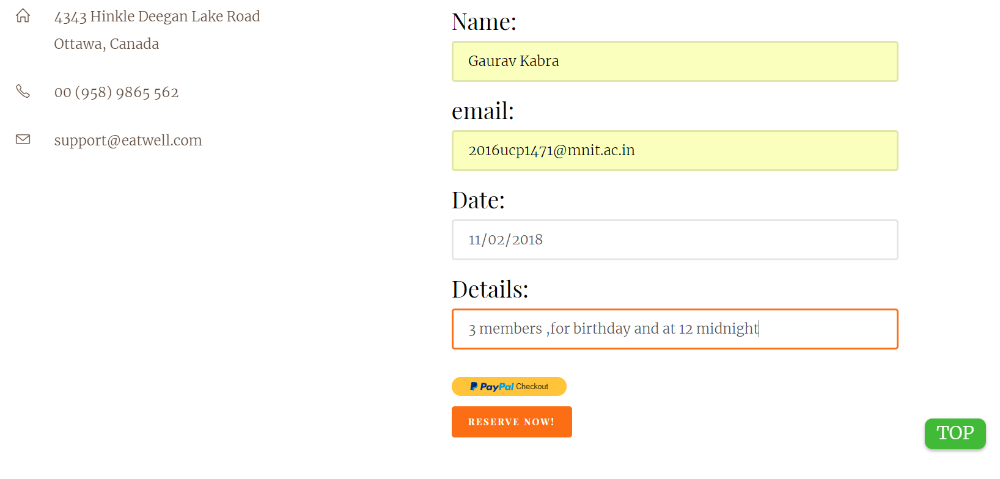 4343 Hinkle Deegan Lake Road
Ottawa, Canada
00 (958) 9865 562
support@eatwell.com
Name:
Gaurav Kabra
email:
2016ucp1471@mnit.ac.in
Date:
11/02/2018
Details:
3 members ,for birthday and at 12 midnight
PayPal Checkout
RESERVE NOW!
TOP